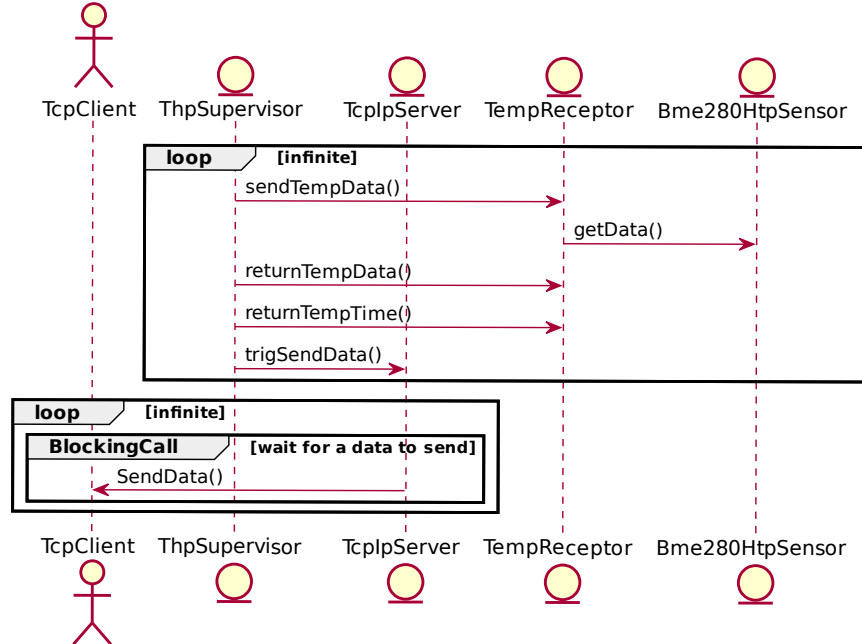 TcpClient ThpSupervisor TcpIpServer TempReceptor Bme280HtpSensor
loop [infinite]
sendTempData()
getData()
returnTempData()
returnTempTime()
trigSendData()
loop [infinite]
BlockingCall [wait for a data to send]
SendData()
TcpClient ThpSupervisor TcpIpServer TempReceptor Bme280HtpSensor